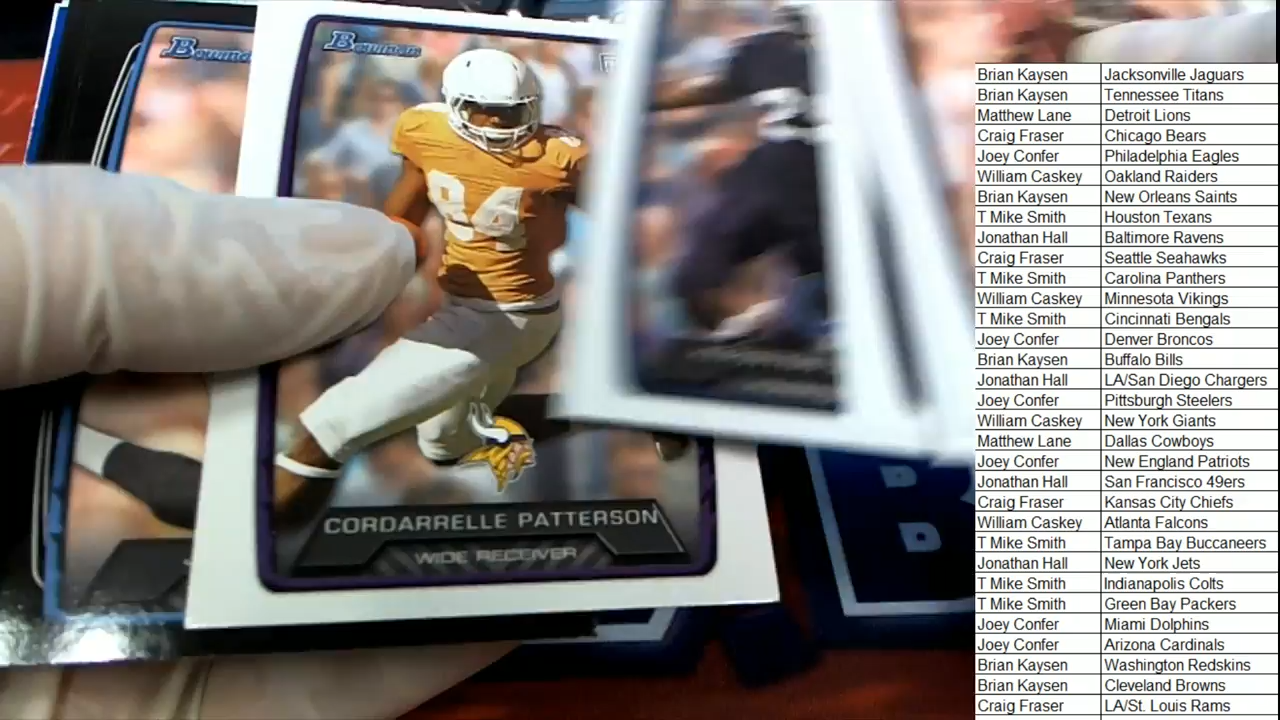 Bowman
Bowman
84
CORDARRELLE PATTERSON
WIDE RECEIVER
Brian Kaysen Jacksonville Jaguars
Brian Kaysen Tennessee Titans
Matthew Lane Detroit Lions
Craig Fraser Chicago Bears
Joey Confer Philadelphia Eagles
William Caskey Oakland Raiders
Brian Kaysen New Orleans Saints
T Mike Smith Houston Texans
Jonathan Hall Baltimore Ravens
Craig Fraser Seattle Seahawks
T Mike Smith Carolina Panthers
William Caskey Minnesota Vikings
T Mike Smith Cincinnati Bengals
Joey Confer Denver Broncos
Brian Kaysen Buffalo Bills
Jonathan Hall LA/San Diego Chargers
Joey Confer Pittsburgh Steelers
William Caskey New York Giants
Matthew Lane Dallas Cowboys
Joey Confer New England Patriots
Jonathan Hall San Francisco 49ers
Craig Fraser Kansas City Chiefs
William Caskey Atlanta Falcons
T Mike Smith Tampa Bay Buccaneers
Jonathan Hall New York Jets
T Mike Smith Indianapolis Colts
T Mike Smith Green Bay Packers
Joey Confer Miami Dolphins
Joey Confer Arizona Cardinals
Brian Kaysen Washington Redskins
Brian Kaysen Cleveland Browns
Craig Fraser LA/St. Louis Rams